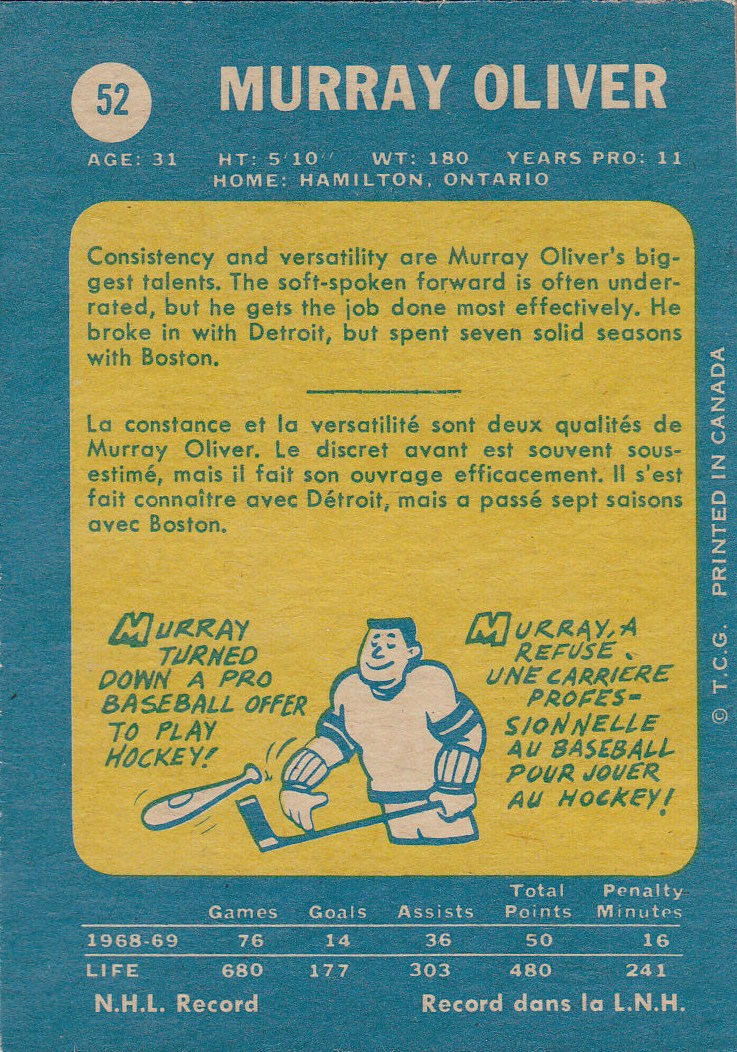 52
MURRAY OLIVER
AGE: 31 HT: 5'10'' WT: 180 YEARS PRO: 11
HOME: HAMILTON, ONTARIO
Consistency and versatility are Murray Oliver's big-
gest talents. The soft-spoken forward is often under-
rated, but he gets the job done most effectively. He
broke in with Detroit, but spent seven solid seasons
with Boston.
La constance et la versatilité sont deux qualités de
Murray Oliver. Le discret avant est souvent sous-
estimé, mais il fait son ouvrage efficacement. Il s'est
fait connaître avec Détroit, mais a passé sept saisons
avec Boston.
MURRAY
TURNED
DOWN A PRO
BASEBALL OFFER
TO PLAY
HOCKEY!
MURRAY, A
REFUSÉ
UNE CARRIÈRE
PROFES-
SIONNELLE
AU BASEBALL
POUR JOUER
AU HOCKEY!
Games Goals Assists Total Points Penalty Minutes
1968-69 76 14 36 50 16
LIFE 680 177 303 480 241
N.H.L. Record Record dans la L.N.H.
© T.C.G. PRINTED IN CANADA